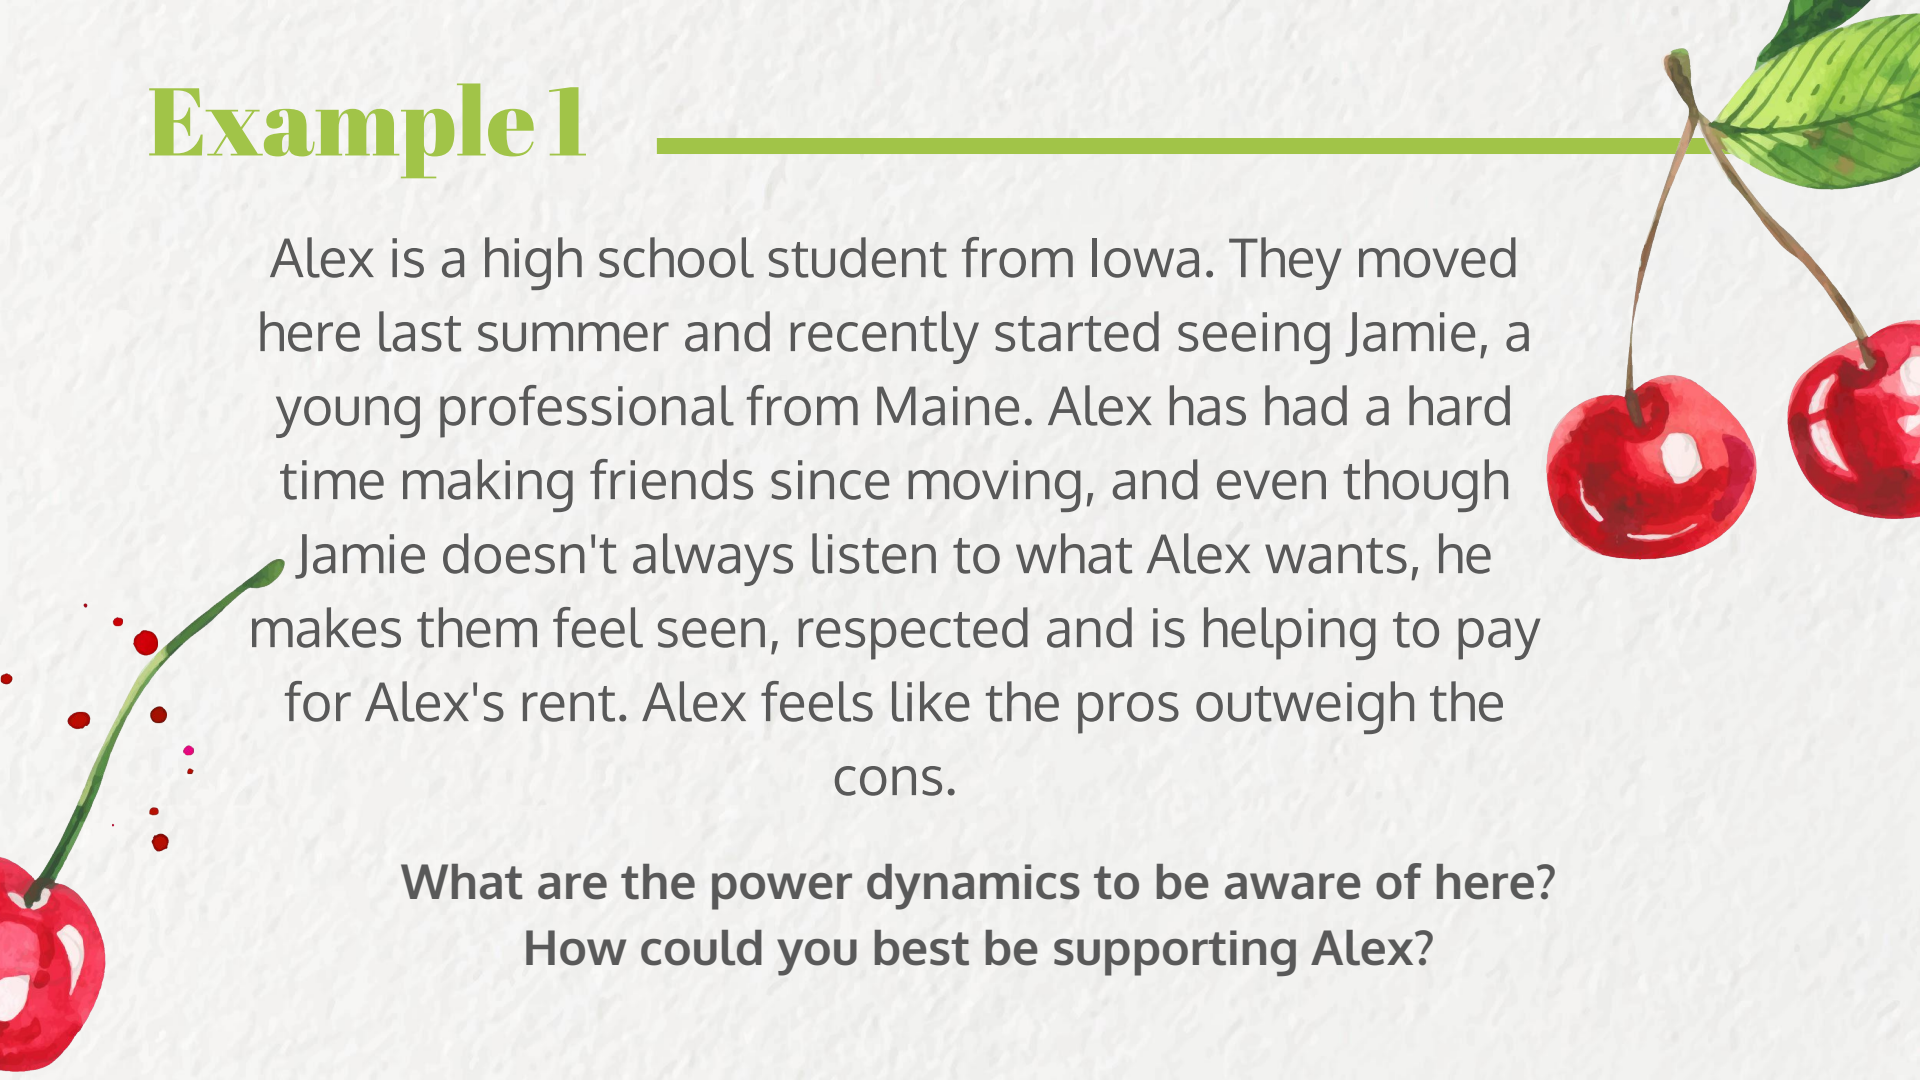 Example 1
Alex is a high school student from Iowa. They moved
here last summer and recently started seeing Jamie, a
young professional from Maine. Alex has had a hard
time making friends since moving, and even though
Jamie doesn't always listen to what Alex wants, he
makes them feel seen, respected and is helping to pay
for Alex's rent. Alex feels like the pros outweigh the
cons.
What are the power dynamics to be aware of here?
How could you best be supporting Alex?